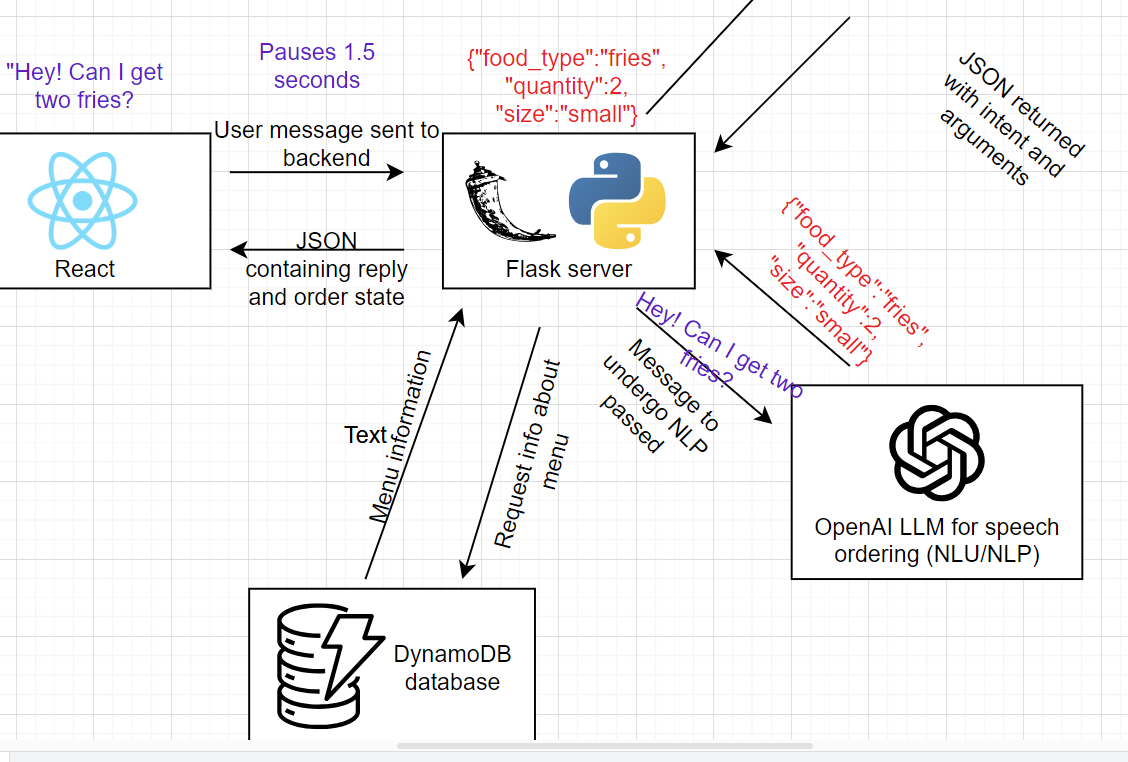 "Hey! Can I get
two fries?
Pauses 1.5
seconds
{"food_type":"fries",
"quantity":2,
"size":"small"}
User message sent to
backend
JSON
containing reply
and order state
React
Flask server
JSON returned
with intent and
arguments
{"food_type":"fries",
"quantity":2,
"size":"small"}
Hey! Can I get two
fries?
Message to
undergo NLP
passed
Text
Menu information
Request info about
menu
OpenAI LLM for speech
ordering (NLU/NLP)
DynamoDB
database